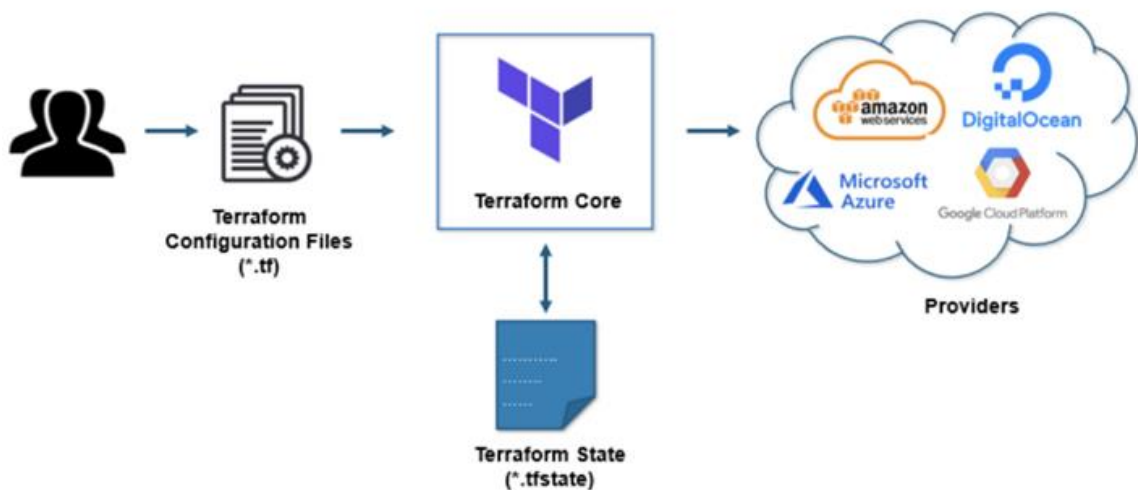 Terraform
Configuration Files
(*.tf)
Terraform Core
Terraform State
(*.tfstate)
amazon
web services
DigitalOcean
Microsoft
Azure
Google Cloud Platform
Providers